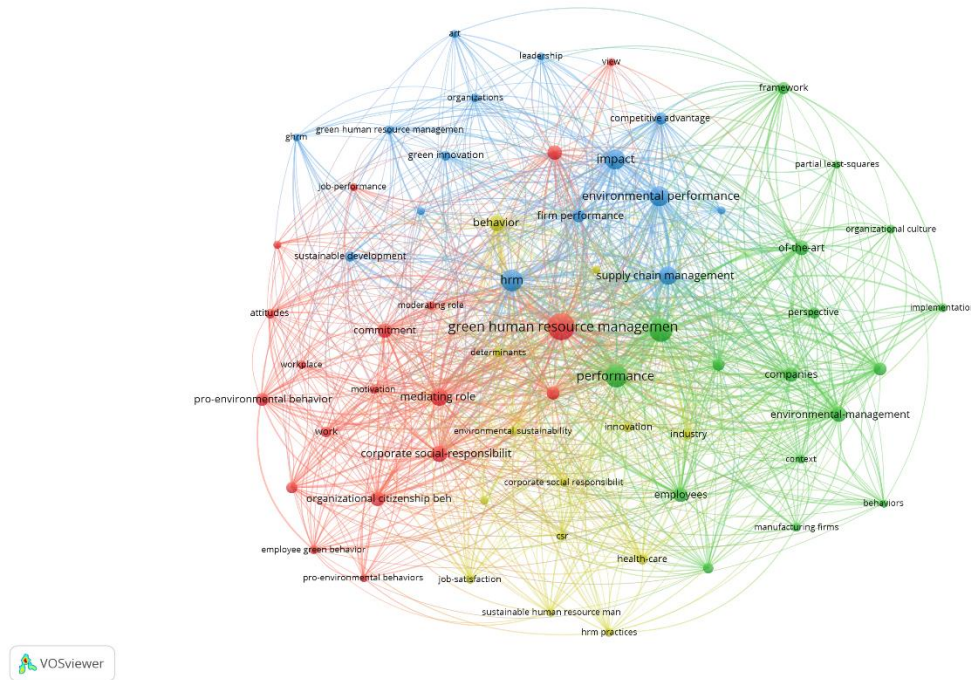 art
leadership
view
framework
organizations
competitive advantage
green human resource managemen
ghrm
green innovation
impact
partial least-squares
job-performance
environmental performance
behavior
firm performance
organizational culture
of-the-art
sustainable development
supply chain management
hrm
moderating role
implementatio
attitudes
perspective
commitment
green human resource managemen
determinants
workplace
performance
companies
motivation
pro-environmental behavior
mediating role
environmental-management
work
environmental sustainability
innovation
industry
corporate social-responsibilit
context
corporate social responsibilit
organizational citizenship beh
employees
behaviors
manufacturing firms
csr
employee green behavior
health-care
pro-environmental behaviors
job-satisfaction
sustainable human resource man
hrm practices
VOSviewer